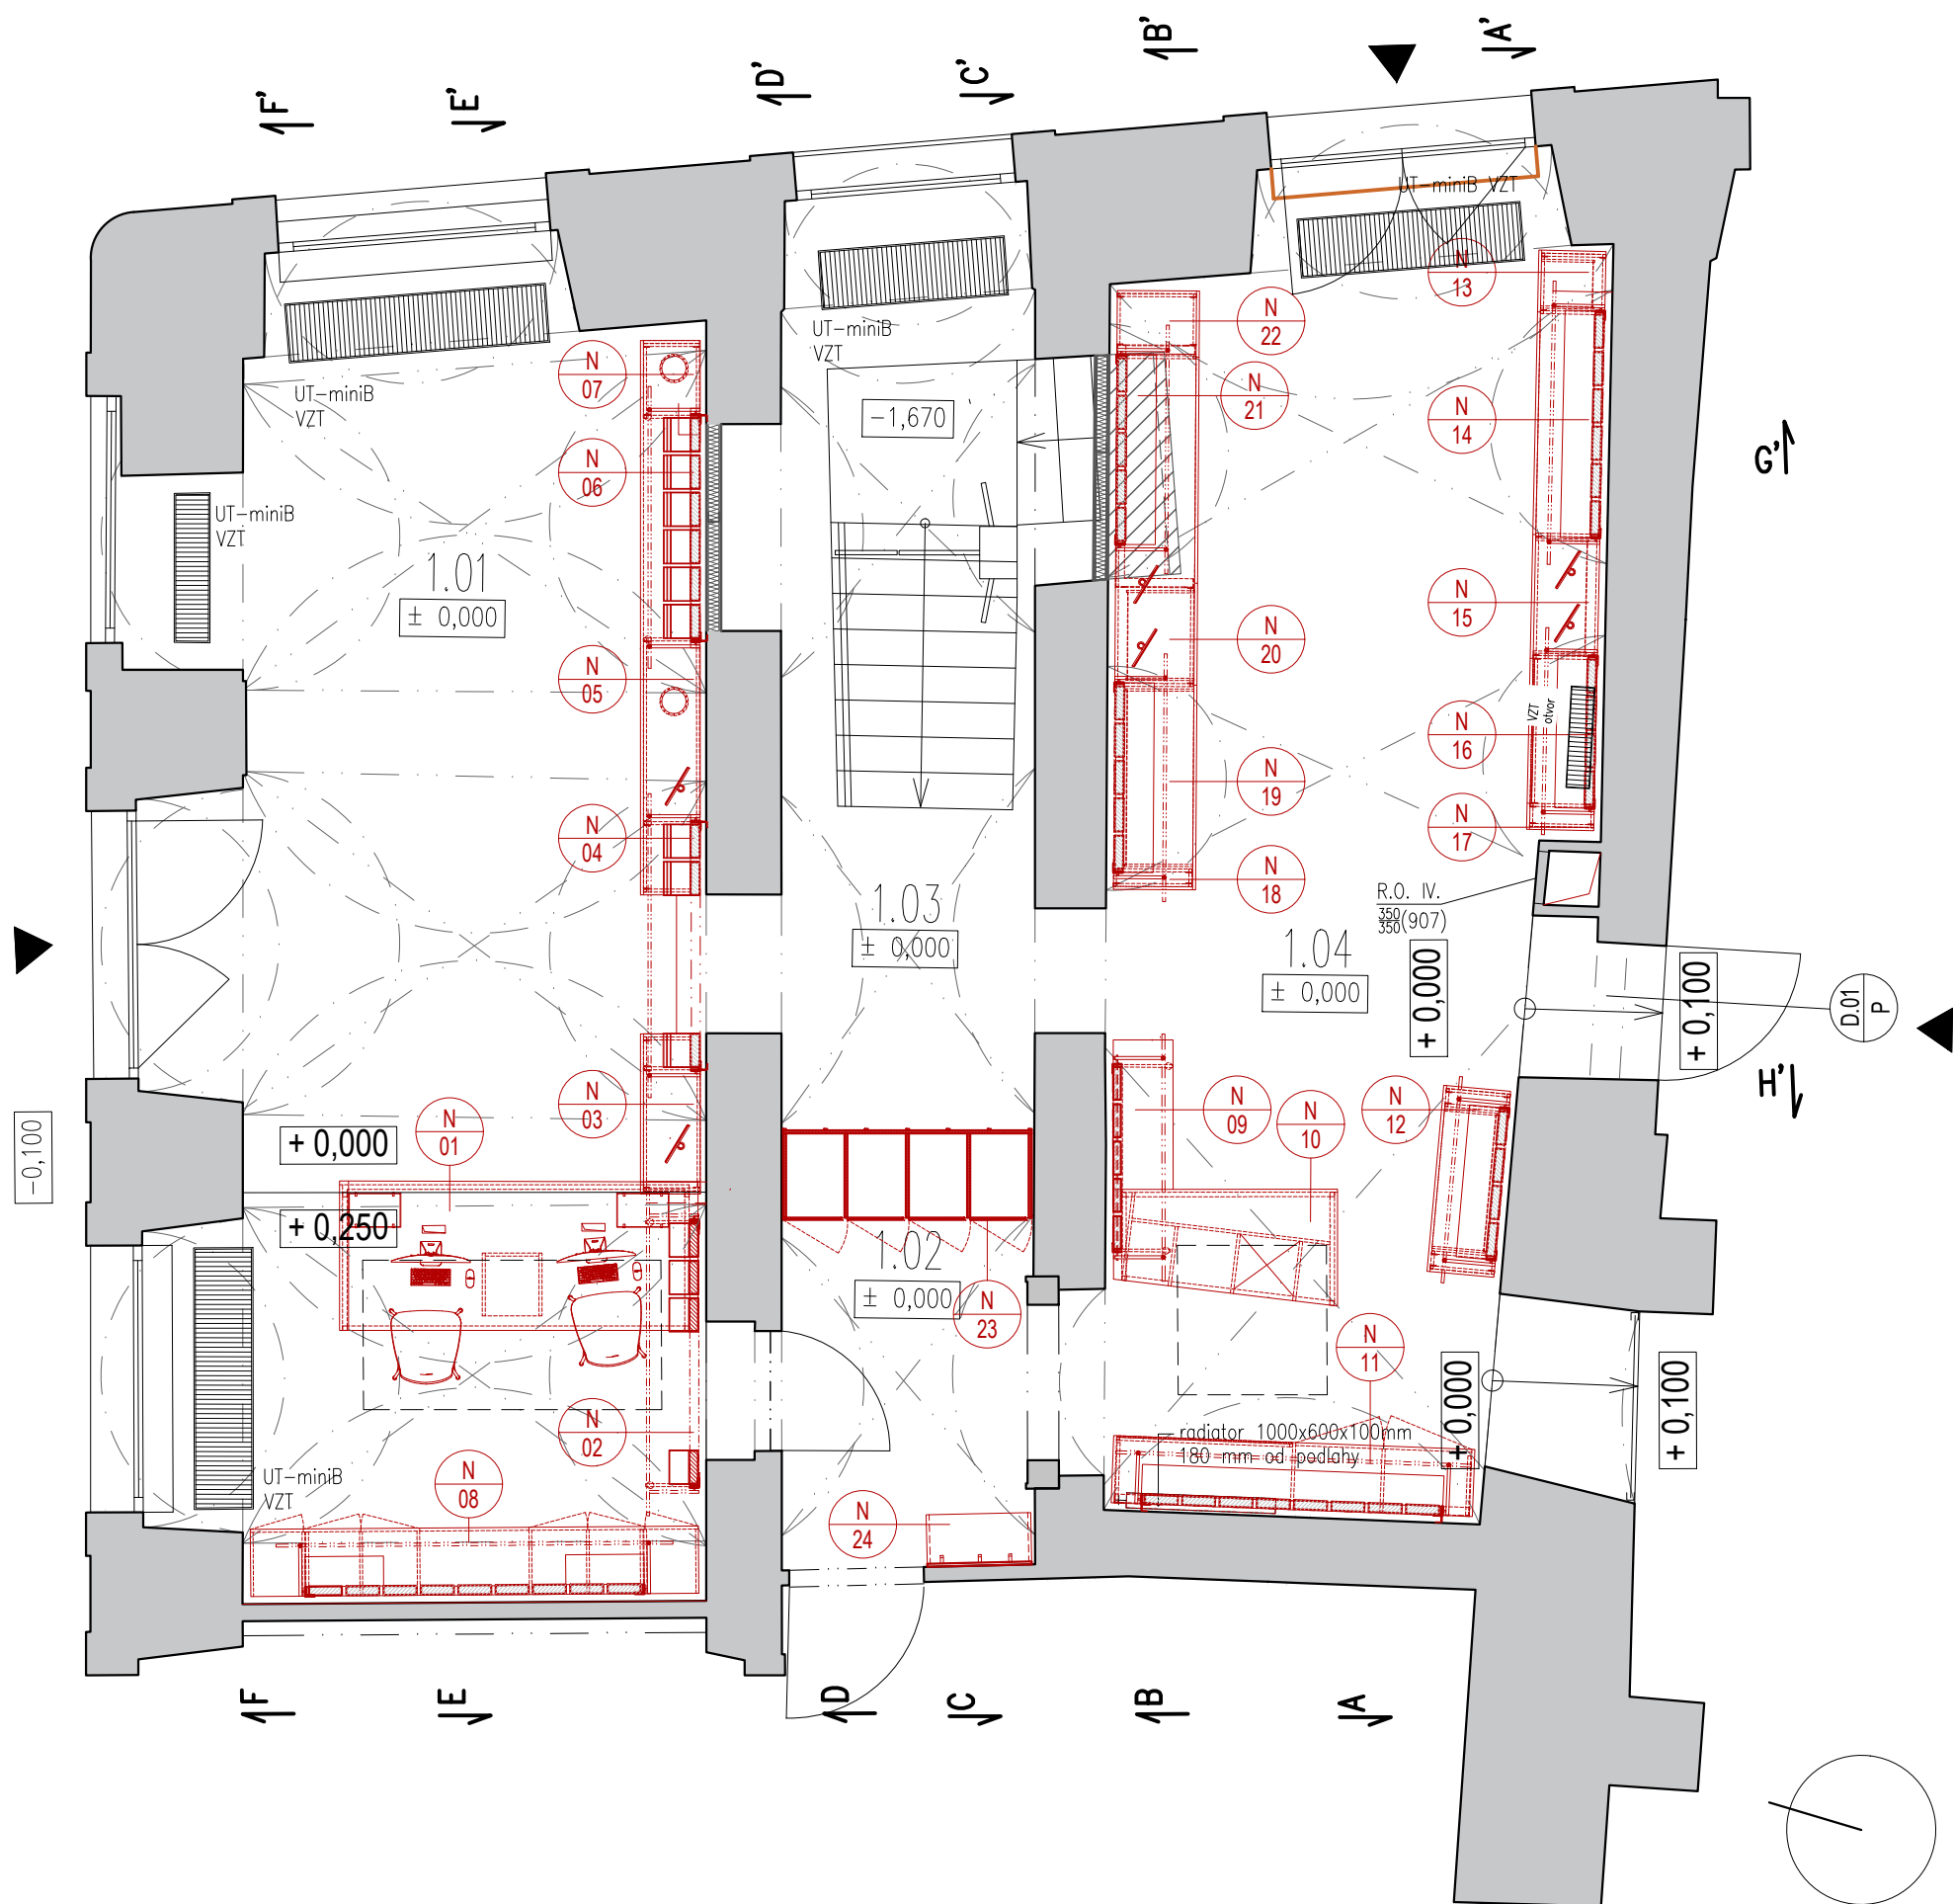 F'
E'
D'
C'
B'
A'
UT-miniB VZT
N
13
N
22
N
21
N
14
UT-miniB
VZT
UT-miniB
VZT
N
07
-1,670
G'
N
06
UT-miniB
VZT
1.01
± 0,000
N
15
N
20
N
05
VZT
otvor
N
16
N
19
N
04
N
17
N
18
1.03
± 0,000
R.O. IV.
350
350(907)
1.04
± 0,000
+ 0,000
+ 0,100
D.01
P
H'
-0,100
N
03
N
01
N
09
N
10
N
12
+ 0,000
+ 0,250
1.02
± 0,000
N
23
N
11
+ 0,000
+ 0,100
N
02
radiator 1000x600x100mm
180 mm od podlahy
UT-miniB
VZT
N
08
N
24
F
E
D
C
B
A